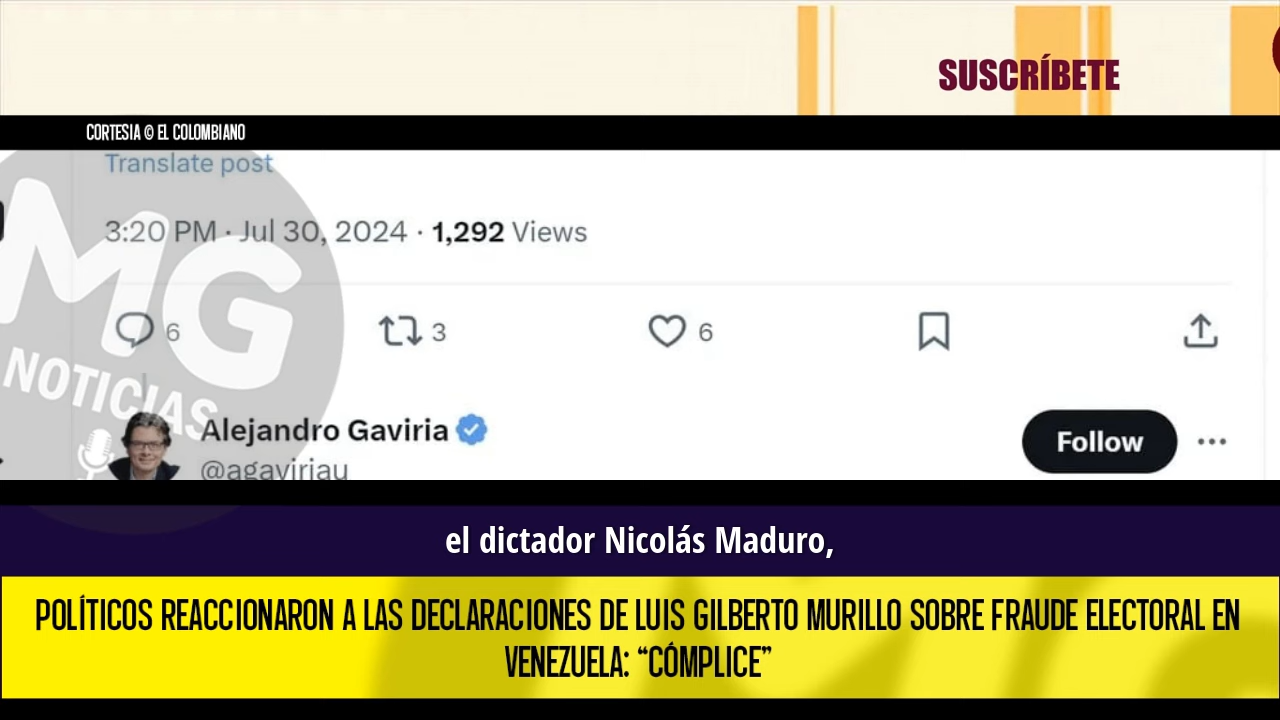 SUSCRÍBETE
CORTESIA © EL COLOMBIANO
Translate post
3:20 PM · Jul 30, 2024 · 1,292 Views
6 3 6
MG
NOTICIAS
Alejandro Gaviria
Follow
@agaviriau
el dictador Nicolás Maduro,
POLÍTICOS REACCIONARON A LAS DECLARACIONES DE LUIS GILBERTO MURILLO SOBRE FRAUDE ELECTORAL EN
VENEZUELA: “CÓMPLICE”